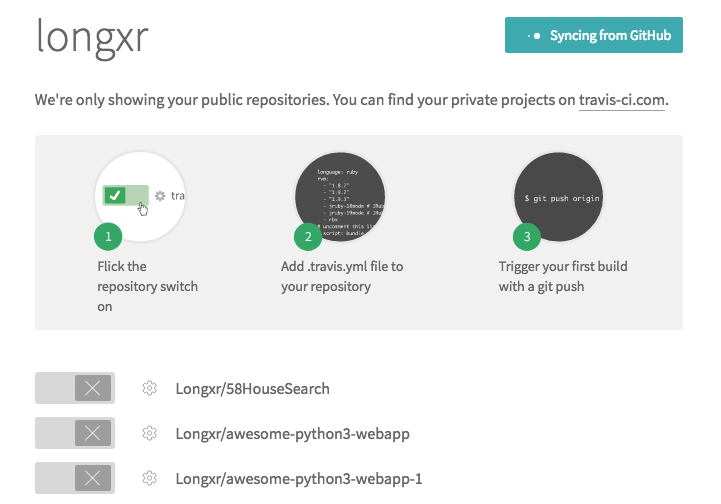 longxr
Syncing from GitHub
We're only showing your public repositories. You can find your private projects on travis-ci.com.
tra
1
Flick the
repository switch
on
language: ruby
rvm:
- "1.8.7"
- "1.9.2"
- "1.9.3"
- jruby-18mode # JRu
- jruby-19mode # JR
- rbx
# uncomment this li
script: bundle
2
Add .travis.yml file to
your repository
$ git push origin
3
Trigger your first build
with a git push
Longxr/58HouseSearch
Longxr/awesome-python3-webapp
Longxr/awesome-python3-webapp-1